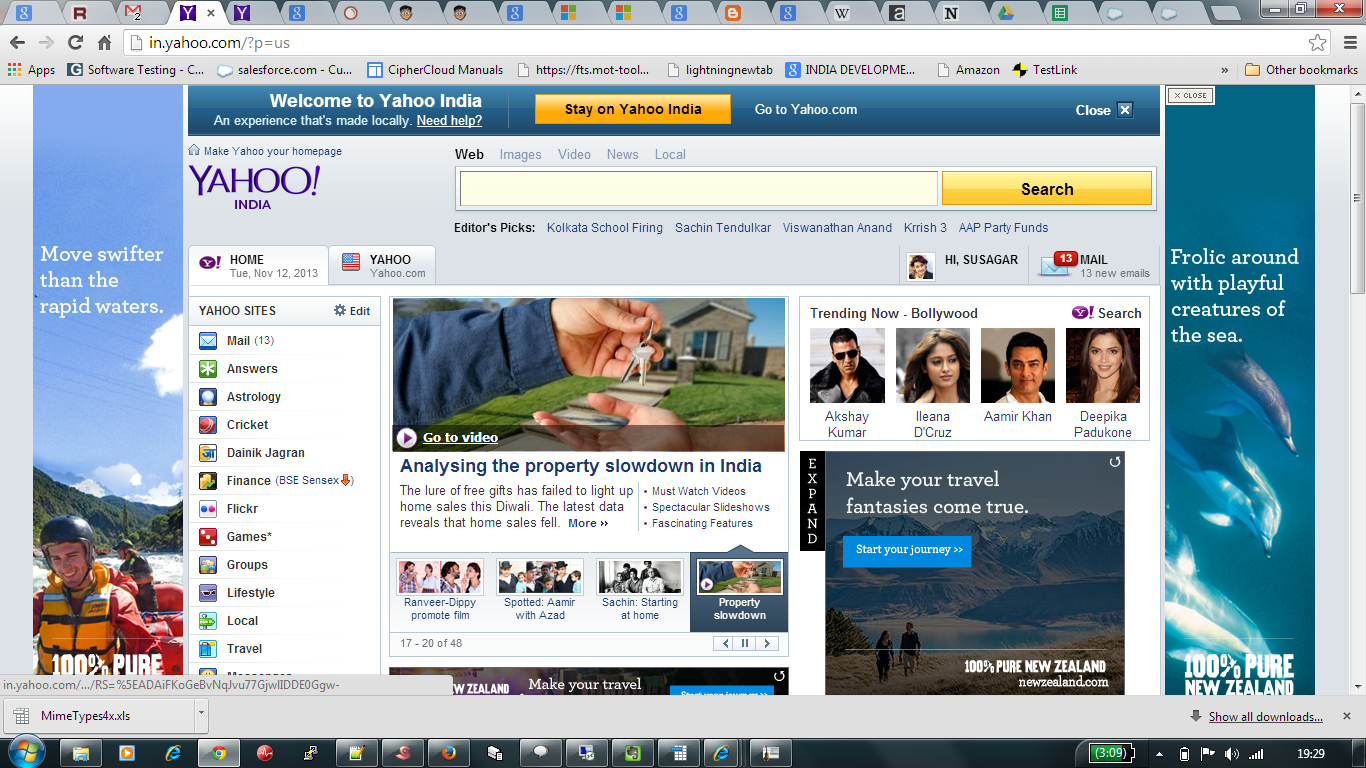 in.yahoo.com/?p=us
Apps
Software Testing - C...
salesforce.com - Cu...
CipherCloud Manuals
https://fts.mot-tool...
lightningnewtab
INDIA DEVELOPME...
Amazon
TestLink
»
Other bookmarks
Welcome to Yahoo India
An experience that's made locally. Need help?
Stay on Yahoo India
Go to Yahoo.com
Close
X CLOSE
Make Yahoo your homepage
YAHOO!
INDIA
Web Images Video News Local
Search
Editor's Picks: Kolkata School Firing Sachin Tendulkar Viswanathan Anand Krrish 3 AAP Party Funds
Move swifter
than the
rapid waters.
100% PURE
Frolic around
with playful
creatures of
the sea.
100% PURE
NEW ZEALAND
HOME
Tue, Nov 12, 2013
YAHOO
Yahoo.com
HI, SUSAGAR
13
MAIL
13 new emails
YAHOO SITES
Edit
Mail (13)
Answers
Astrology
Cricket
Dainik Jagran
Finance (BSE Sensex)
Flickr
Games*
Groups
Lifestyle
Local
Travel
Messenger
Go to video
Analysing the property slowdown in India
The lure of free gifts has failed to light up
home sales this Diwali. The latest data
reveals that home sales fell. More ››
• Must Watch Videos
• Spectacular Slideshows
• Fascinating Features
Ranveer-Dippy
promote film
Spotted: Aamir
with Azad
Sachin: Starting
at home
Property
slowdown
17 - 20 of 48
NEW ZEALAND
Make your travel
Start your journey >>
Trending Now - Bollywood
Y! Search
Akshay
Kumar
Ileana
D'Cruz
Aamir Khan
Deepika
Padukone
EXPAND
Make your travel
fantasies come true.
Start your journey >>
100% PURE NEW ZEALAND
newzealand.com
MimeTypes4x.xls
Show all downloads...
(3:09)
19:29